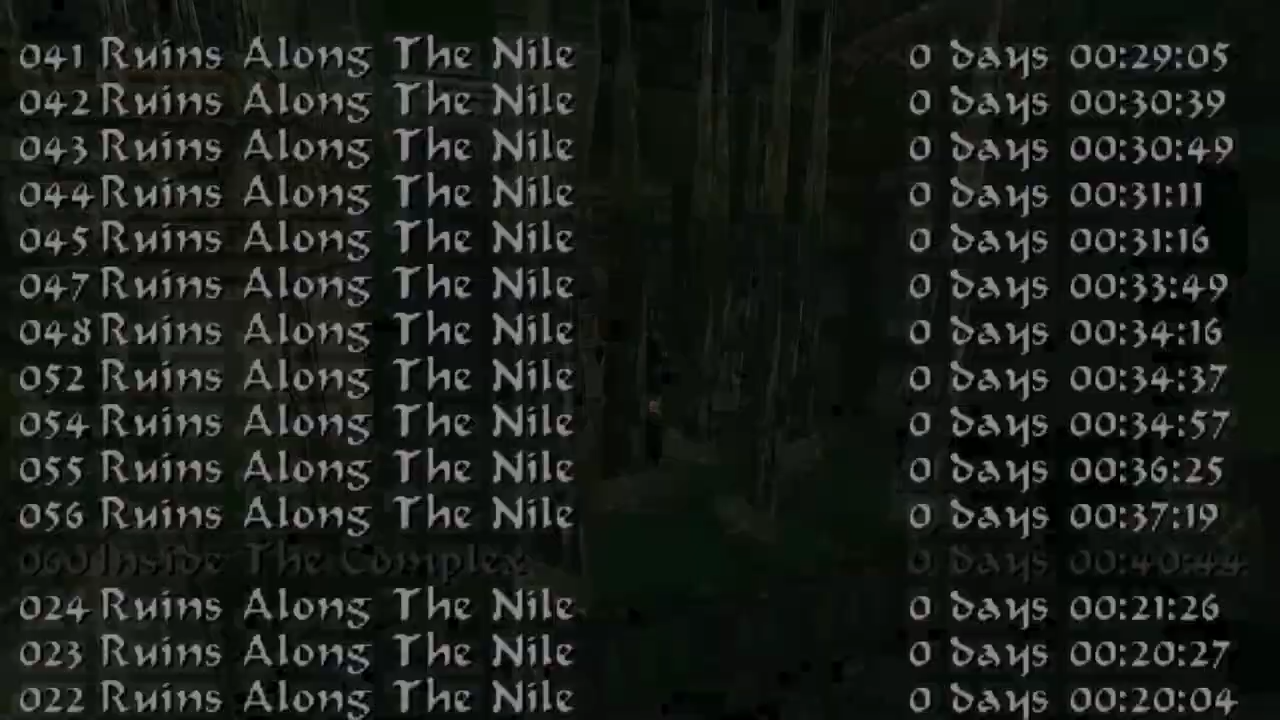 041 Ruins Along The Nile 0 days 00:29:05
042 Ruins Along The Nile 0 days 00:30:39
043 Ruins Along The Nile 0 days 00:30:49
044 Ruins Along The Nile 0 days 00:31:11
045 Ruins Along The Nile 0 days 00:31:16
047 Ruins Along The Nile 0 days 00:33:49
048 Ruins Along The Nile 0 days 00:34:16
052 Ruins Along The Nile 0 days 00:34:37
054 Ruins Along The Nile 0 days 00:34:57
055 Ruins Along The Nile 0 days 00:36:25
056 Ruins Along The Nile 0 days 00:37:19
060 Inside The Complex 0 days 00:40:44
024 Ruins Along The Nile 0 days 00:21:26
023 Ruins Along The Nile 0 days 00:20:27
022 Ruins Along The Nile 0 days 00:20:04